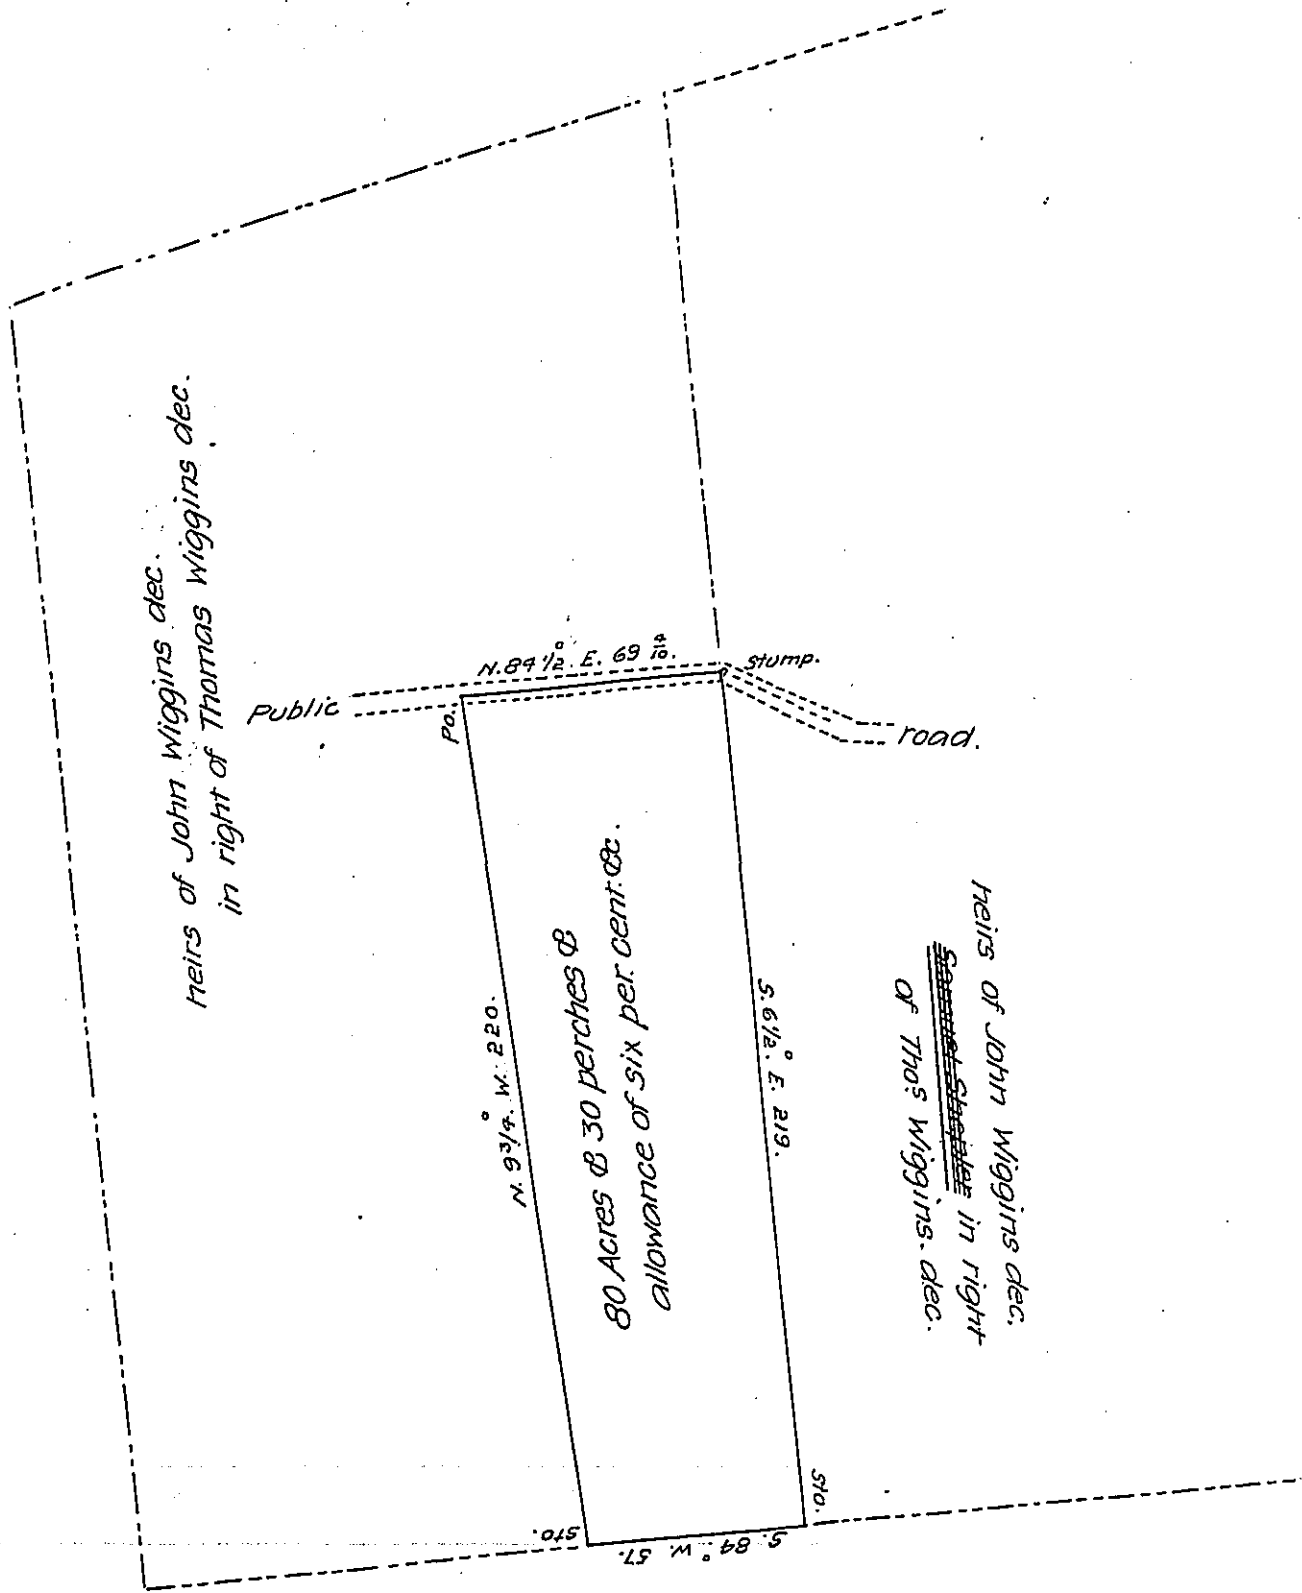 heirs of John Wiggins dec.
in right of Thomas Wiggins dec.
Public
N. 84 1/2° E. 69 4/10.
stump.
road.
Po.
N. 9 3/4° W. 220.
80 Acres & 30 perches &
allowance of six per. cent. &c.
S. 6 1/2° E. 219.
heirs of John Wiggins dec.
in right
of Thos Wiggins. dec.
sto.
sto.
S. 84° W. 57.